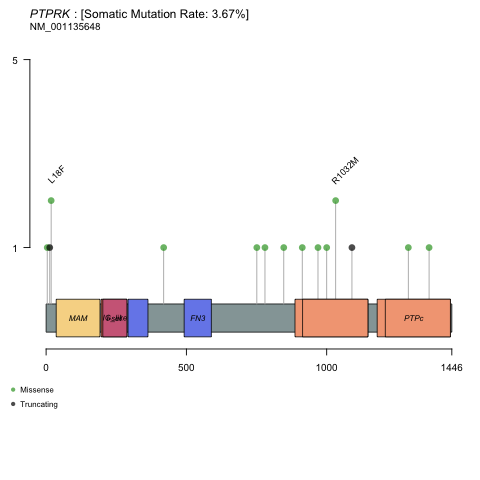 PTPRK : [Somatic Mutation Rate: 3.67%]
NM_001135648
5
L18F
R1032M
1
MAM
FN3
PTPc
0
500
1000
1446
Missense
Truncating